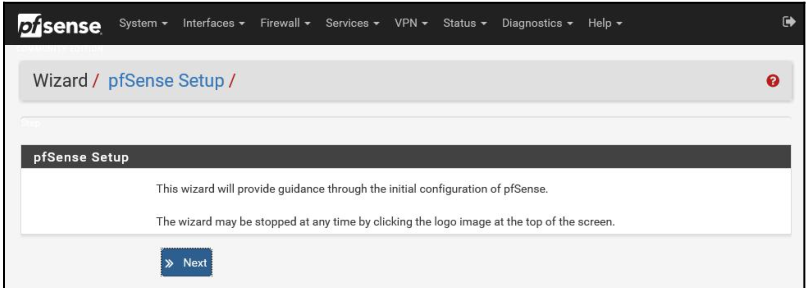 pfsense System Interfaces Firewall Services VPN Status Diagnostics Help
Wizard / pfSense Setup /
pfSense Setup
This wizard will provide guidance through the initial configuration of pfSense.
The wizard may be stopped at any time by clicking the logo image at the top of the screen.
» Next